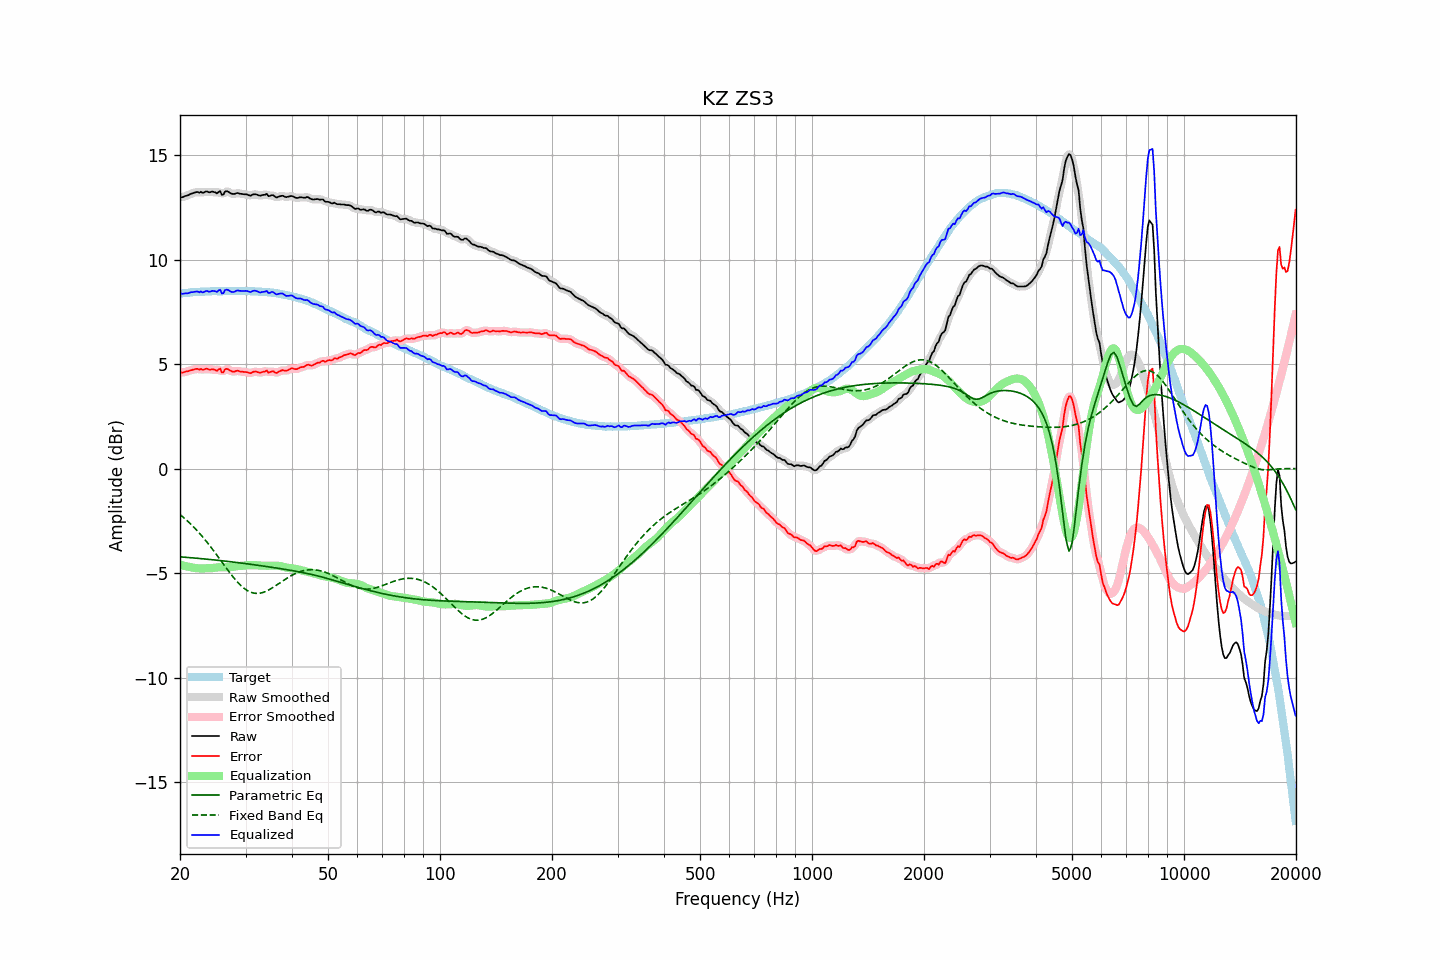 KZ ZS3
Amplitude (dBr)
15
10
5
0
−5
−10
−15
Target
Raw Smoothed
Error Smoothed
Raw
Error
Equalization
Parametric Eq
Fixed Band Eq
Equalized
20 50 100 200 500 1000 2000 5000 10000 20000
Frequency (Hz)